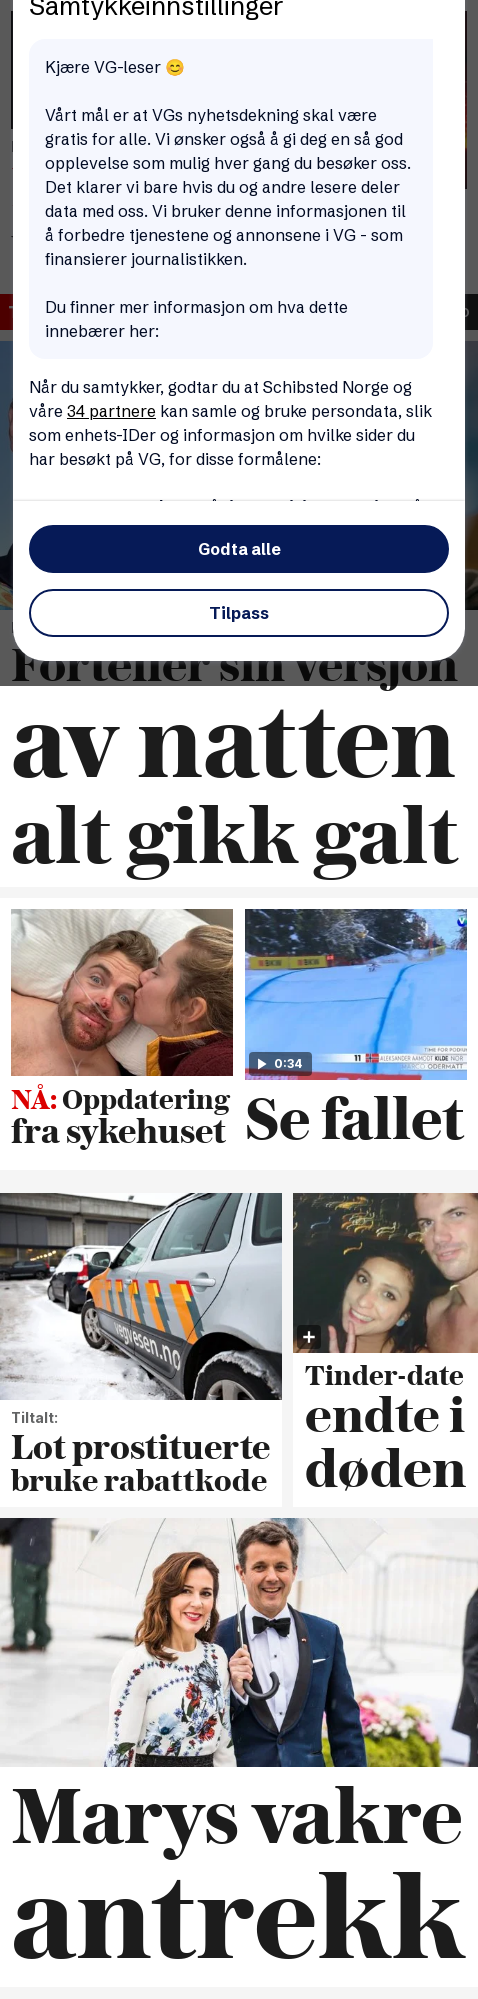 Samtykkeinnstillinger
Kjære VG-leser 😊
Vårt mål er at VGs nyhetsdekning skal være
gratis for alle. Vi ønsker også å gi deg en så god
opplevelse som mulig hver gang du besøker oss.
Det klarer vi bare hvis du og andre lesere deler
data med oss. Vi bruker denne informasjonen til
å forbedre tjenestene og annonsene i VG - som
finansierer journalistikken.
Du finner mer informasjon om hva dette
innebærer her:
Når du samtykker, godtar du at Schibsted Norge og
våre 34 partnere kan samle og bruke persondata, slik
som enhets-IDer og informasjon om hvilke sider du
har besøkt på VG, for disse formålene:
Godta alle
Tilpass
Forteller sin versjon
av natten
alt gikk galt
0:34
11 ALEKSANDER AAMODT KILDE NOR
MARCO ODERMATT
NÅ: Oppdatering
fra sykehuset
Se fallet
vegvesen.no
Tiltalt:
Lot prostituerte
bruke rabattkode
Tinder-date
endte i
døden
Marys vakre
antrekk